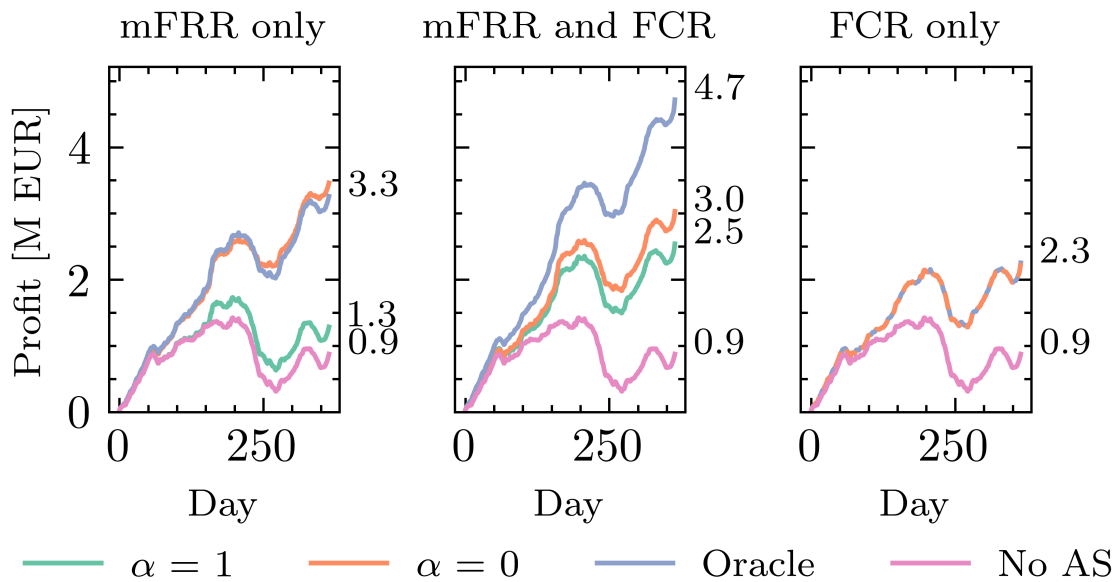 mFRR only
mFRR and FCR
FCR only
Profit [M EUR]
4
2
0
3.3
1.3
0.9
4.7
3.0
2.5
0.9
2.3
0.9
0 250
0 250
0 250
Day
Day
Day
α = 1
α = 0
Oracle
No AS